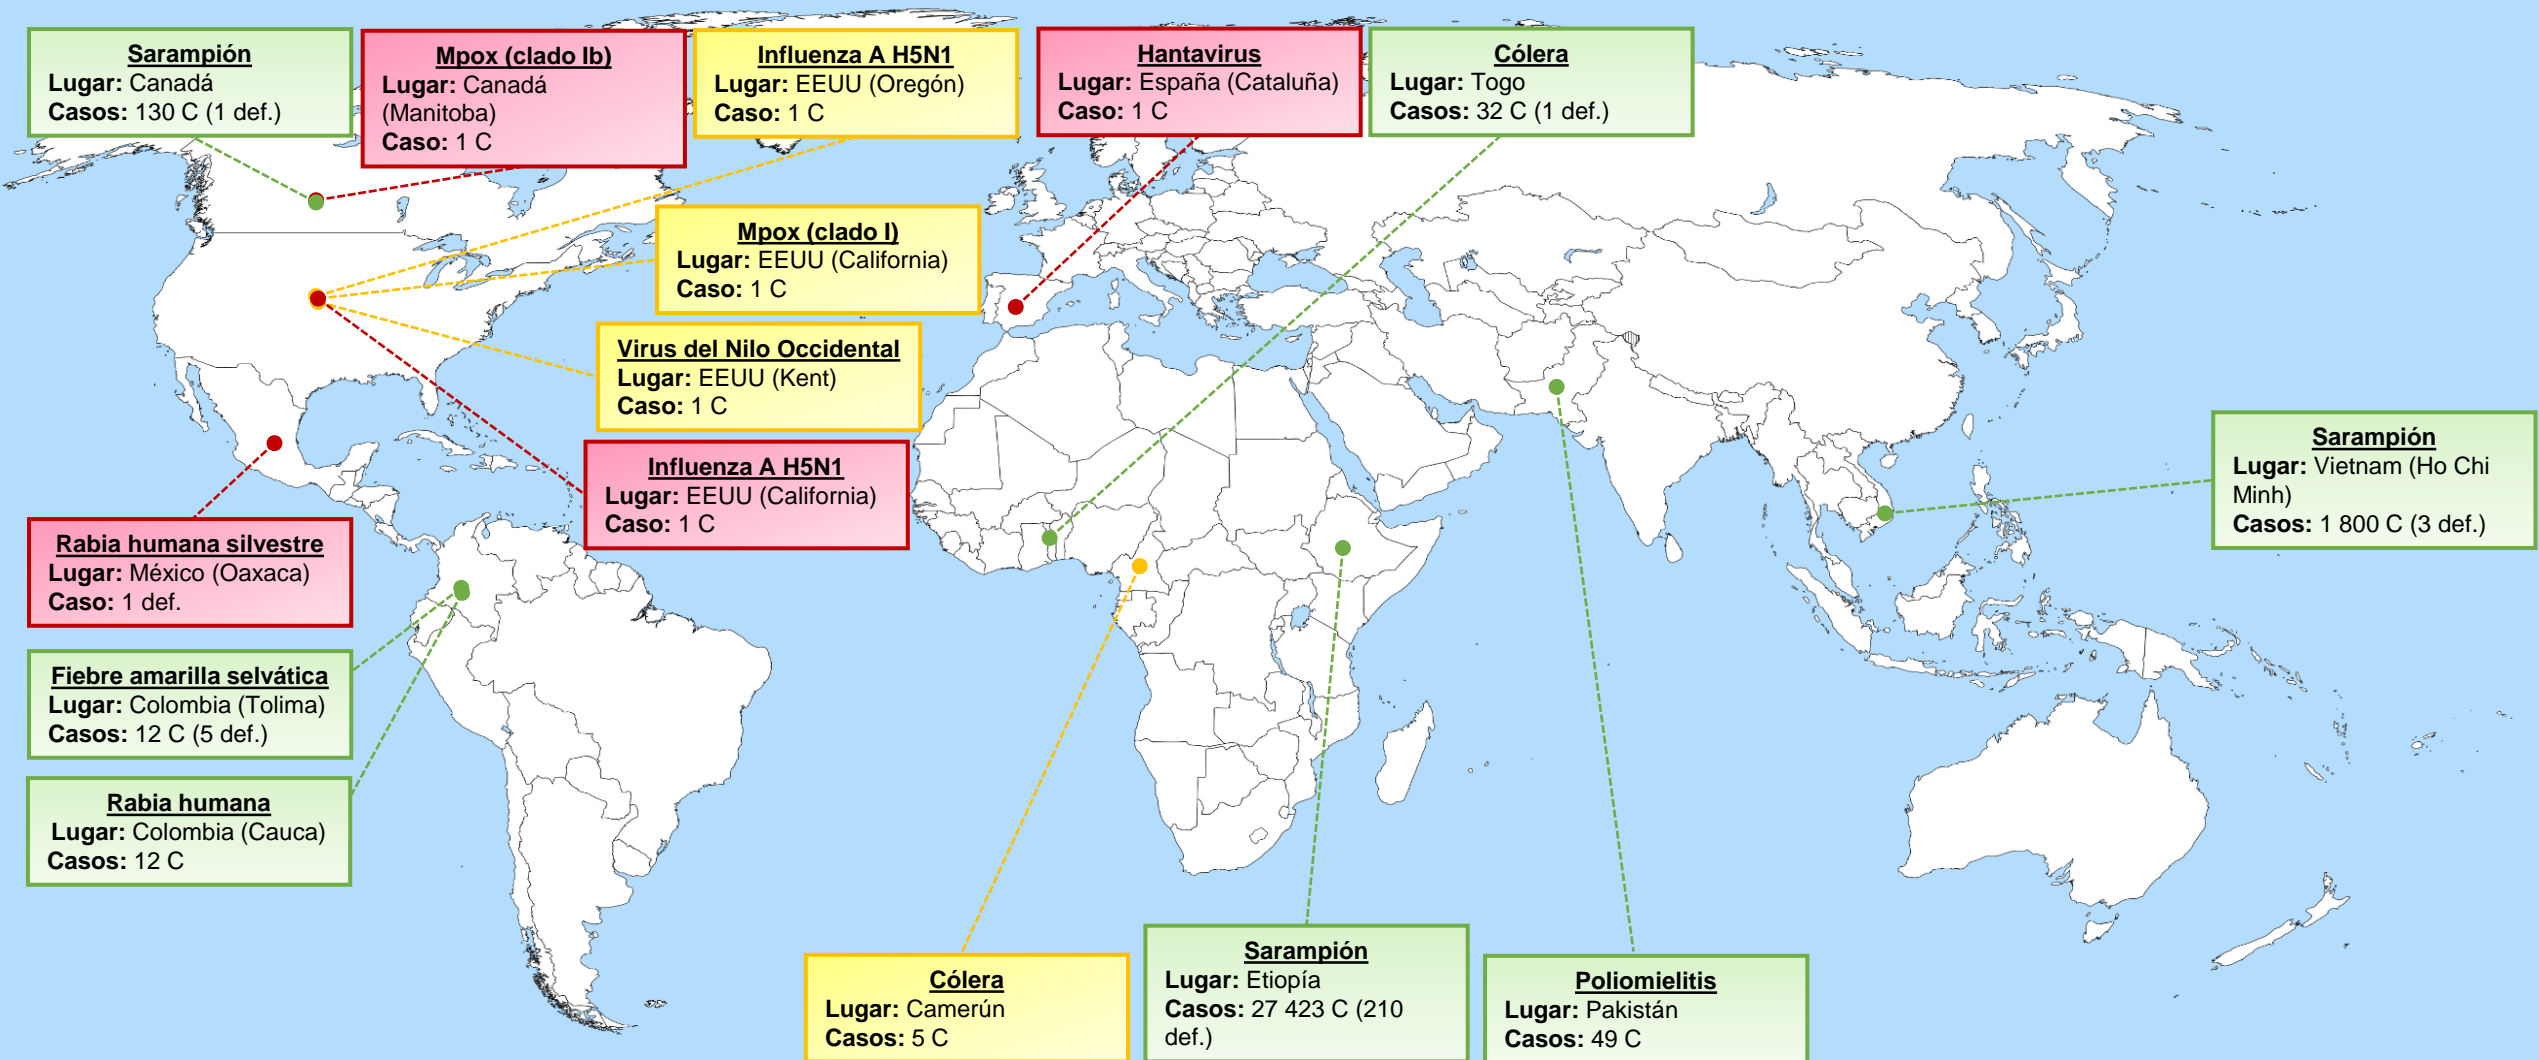 Sarampión
Lugar: Canadá
Casos: 130 C (1 def.)
Mpox (clado Ib)
Lugar: Canadá
(Manitoba)
Caso: 1 C
Influenza A H5N1
Lugar: EEUU (Oregón)
Caso: 1 C
Hantavirus
Lugar: España (Cataluña)
Caso: 1 C
Cólera
Lugar: Togo
Casos: 32 C (1 def.)
Mpox (clado I)
Lugar: EEUU (California)
Caso: 1 C
Virus del Nilo Occidental
Lugar: EEUU (Kent)
Caso: 1 C
Influenza A H5N1
Lugar: EEUU (California)
Caso: 1 C
Sarampión
Lugar: Vietnam (Ho Chi
Minh)
Casos: 1 800 C (3 def.)
Rabia humana silvestre
Lugar: México (Oaxaca)
Caso: 1 def.
Fiebre amarilla selvática
Lugar: Colombia (Tolima)
Casos: 12 C (5 def.)
Rabia humana
Lugar: Colombia (Cauca)
Casos: 12 C
Cólera
Lugar: Camerún
Casos: 5 C
Sarampión
Lugar: Etiopía
Casos: 27 423 C (210
def.)
Poliomielitis
Lugar: Pakistán
Casos: 49 C